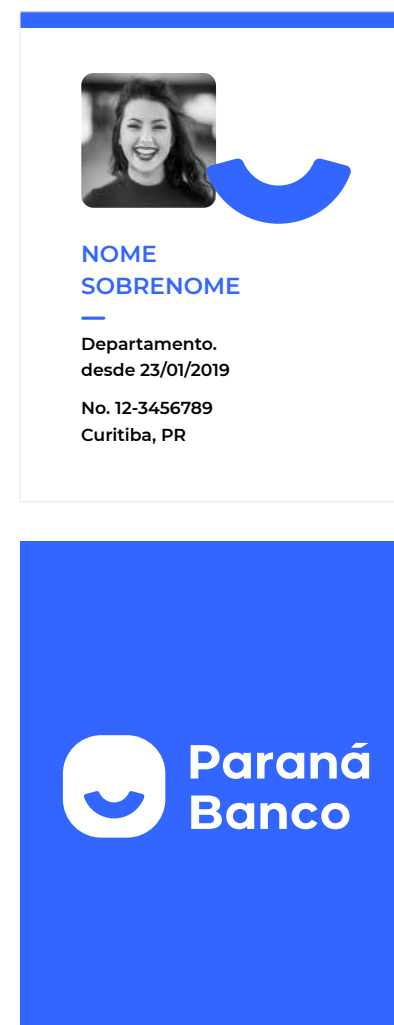 NOME
SOBRENOME
Departamento.
desde 23/01/2019
No. 12-3456789
Curitiba, PR
Paraná
Banco